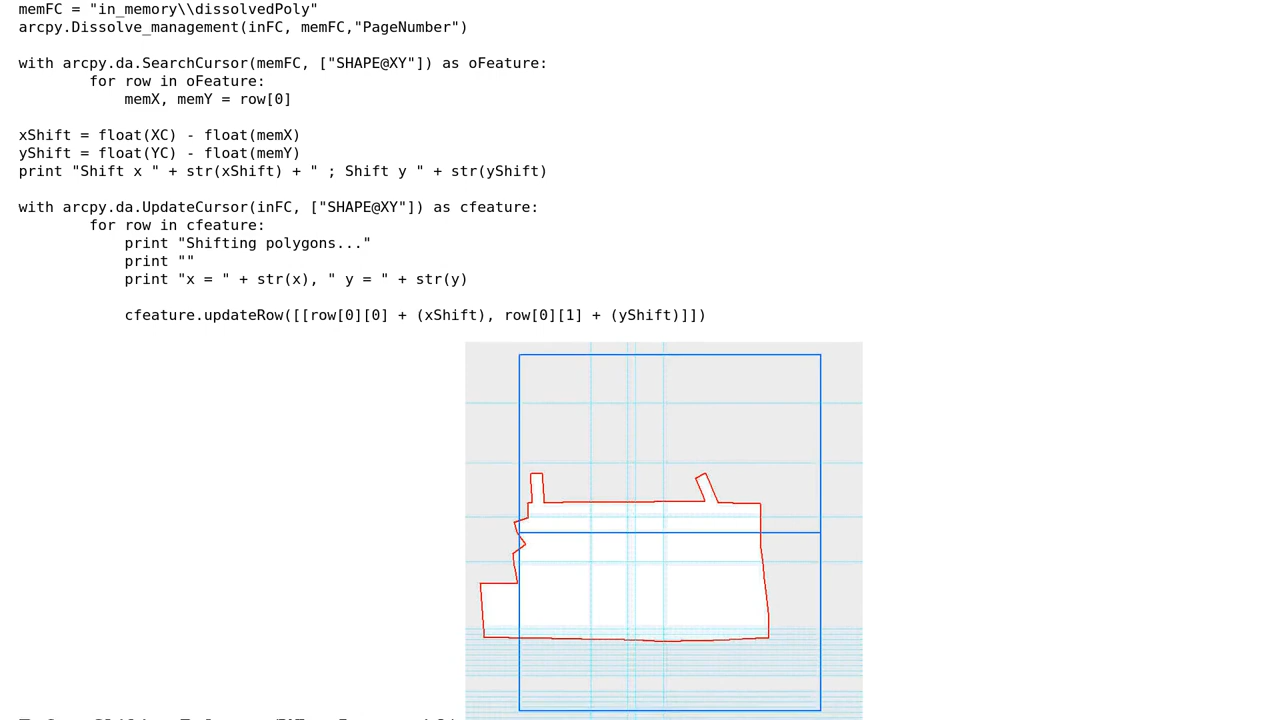 memFC = "in_memory\\dissolvedPoly"
arcpy.Dissolve_management(inFC, memFC,"PageNumber")
with arcpy.da.SearchCursor(memFC, ["SHAPE@XY"]) as oFeature:
for row in oFeature:
memX, memY = row[0]
xShift = float(XC) - float(memX)
yShift = float(YC) - float(memY)
print "Shift x " + str(xShift) + " ; Shift y " + str(yShift)
with arcpy.da.UpdateCursor(inFC, ["SHAPE@XY"]) as cfeature:
for row in cfeature:
print "Shifting polygons..."
print ""
print "x = " + str(x), " y = " + str(y)
cfeature.updateRow([[row[0][0] + (xShift), row[0][1] + (yShift)]])